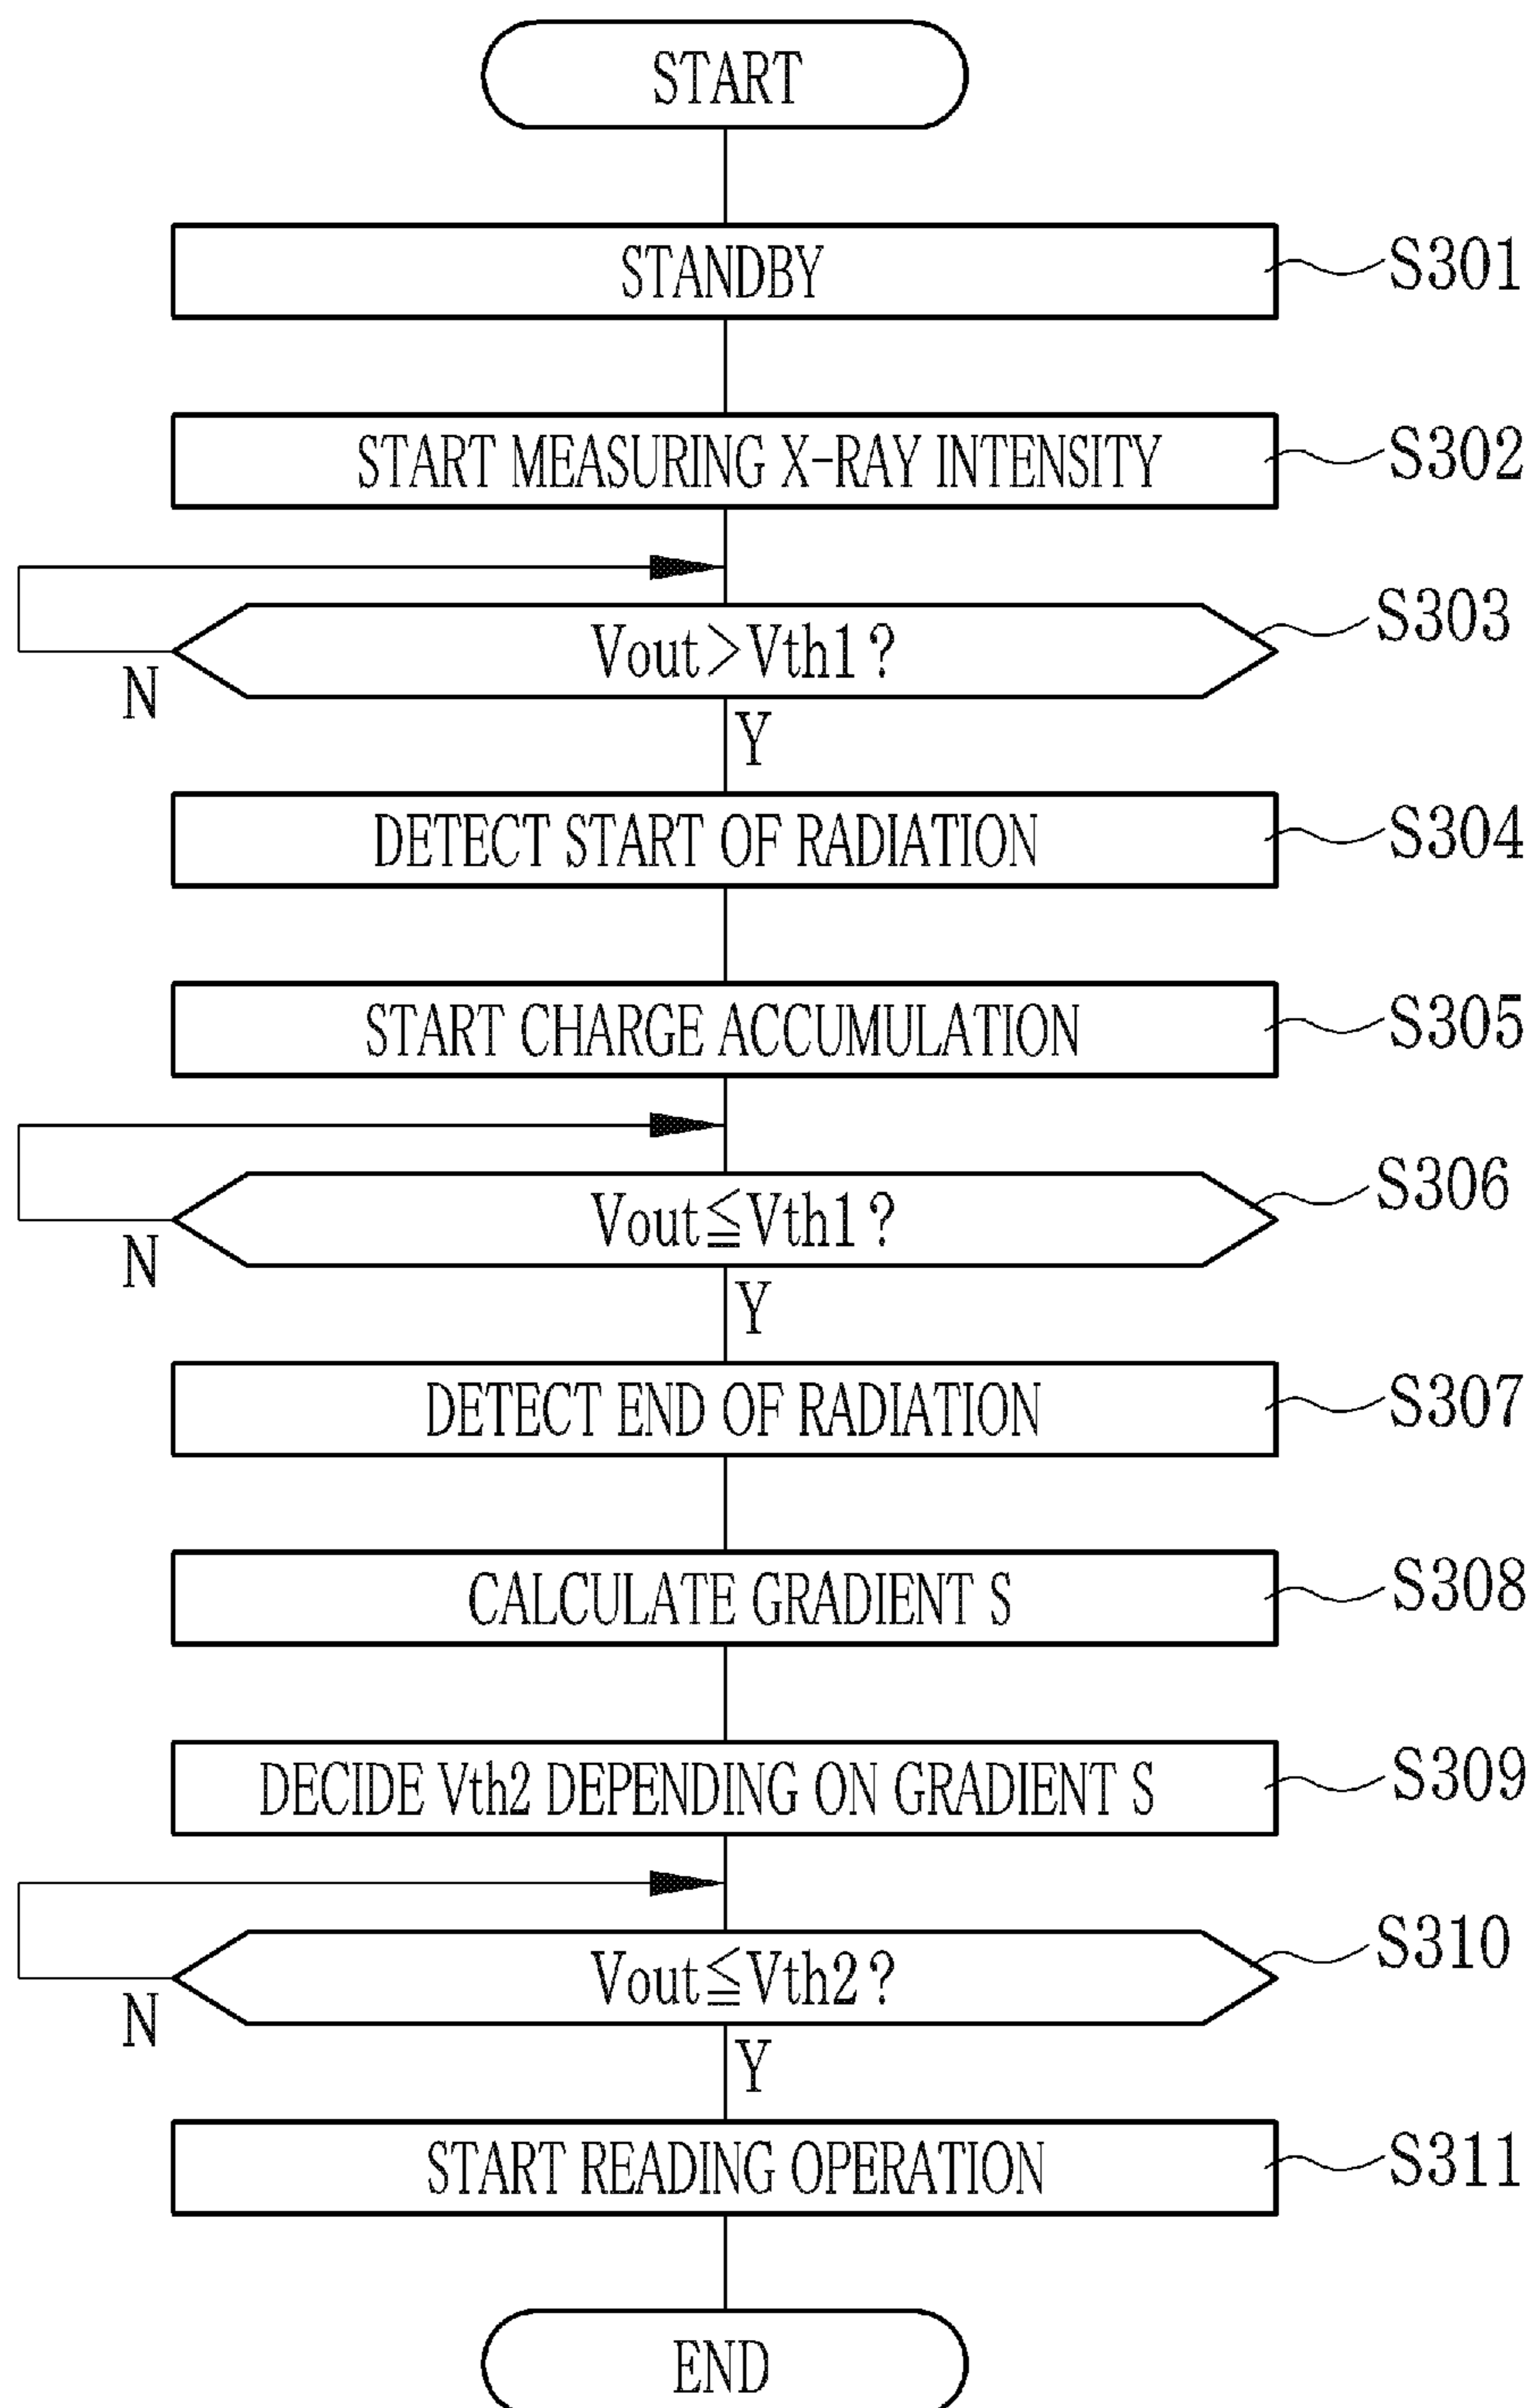 START
STANDBY
S301
START MEASURING X-RAY INTENSITY
S302
Vout>Vth1?
S303
N
Y
DETECT START OF RADIATION
S304
START CHARGE ACCUMULATION
S305
Vout≦Vth1?
S306
N
Y
DETECT END OF RADIATION
S307
CALCULATE GRADIENT S
S308
DECIDE Vth2 DEPENDING ON GRADIENT S
S309
Vout≦Vth2?
S310
N
Y
START READING OPERATION
S311
END